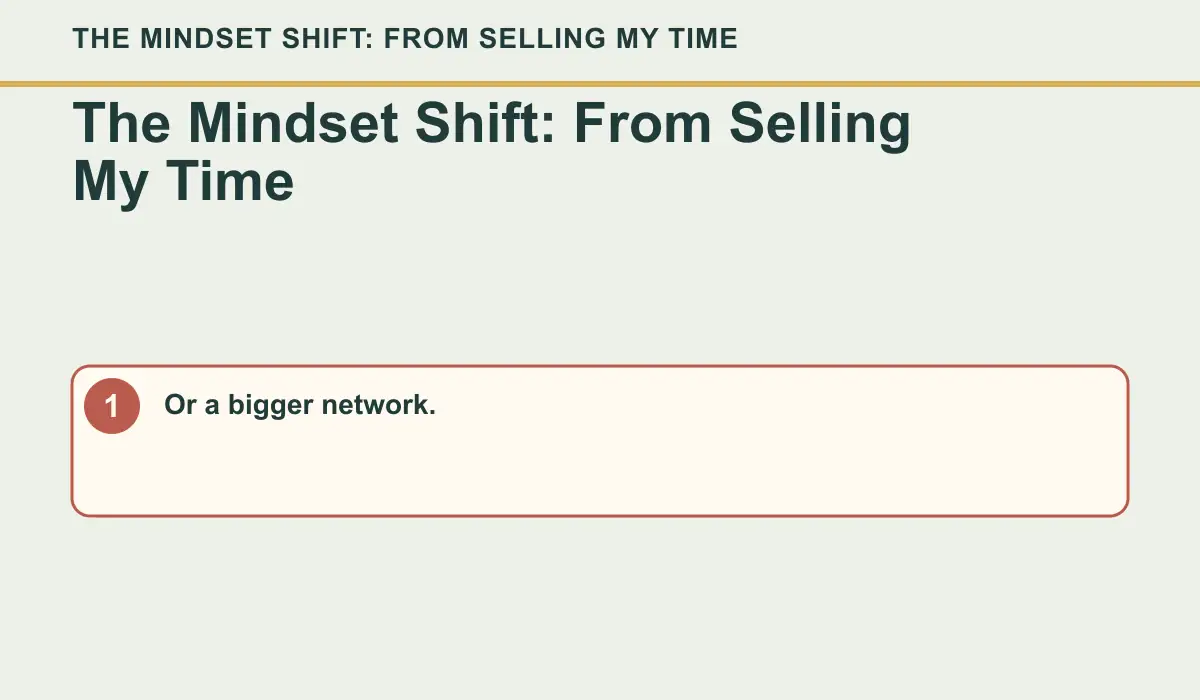 THE MINDSET SHIFT: FROM SELLING MY TIME
The Mindset Shift: From Selling
My Time
1 Or a bigger network.